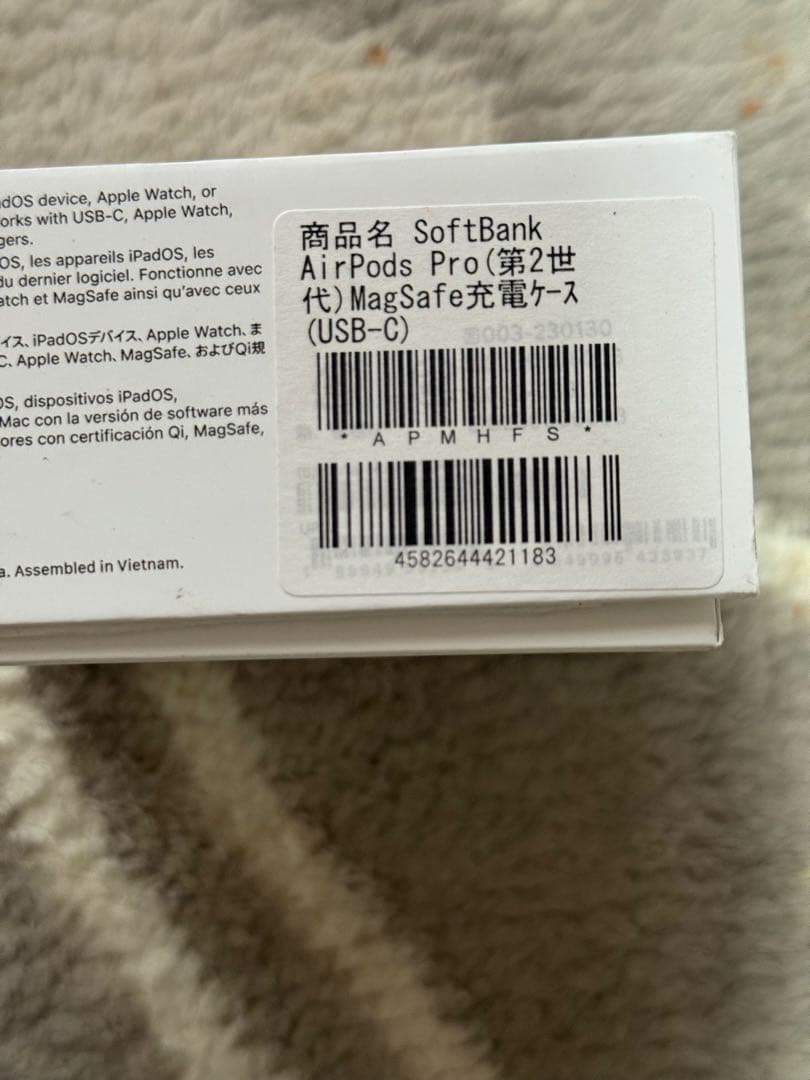 dOS device, Apple Watch, or
orks with USB-C, Apple Watch,
gers.
OS, les appareils iPadOS, les
du dernier logiciel. Fonctionne avec
atch et MagSafe ainsi qu'avec ceux
イス、iPadOSデバイス、Apple Watch、ま
C、Apple Watch、MagSafe、およびQi規
OS, dispositivos iPadOS,
Mac con la versión de software más
ores con certificación Qi, MagSafe,
a. Assembled in Vietnam.
商品名 SoftBank
AirPods Pro(第2世
代)MagSafe充電ｹｰｽ
(USB-C)
003-230130
*APMHFS*
4582644421183